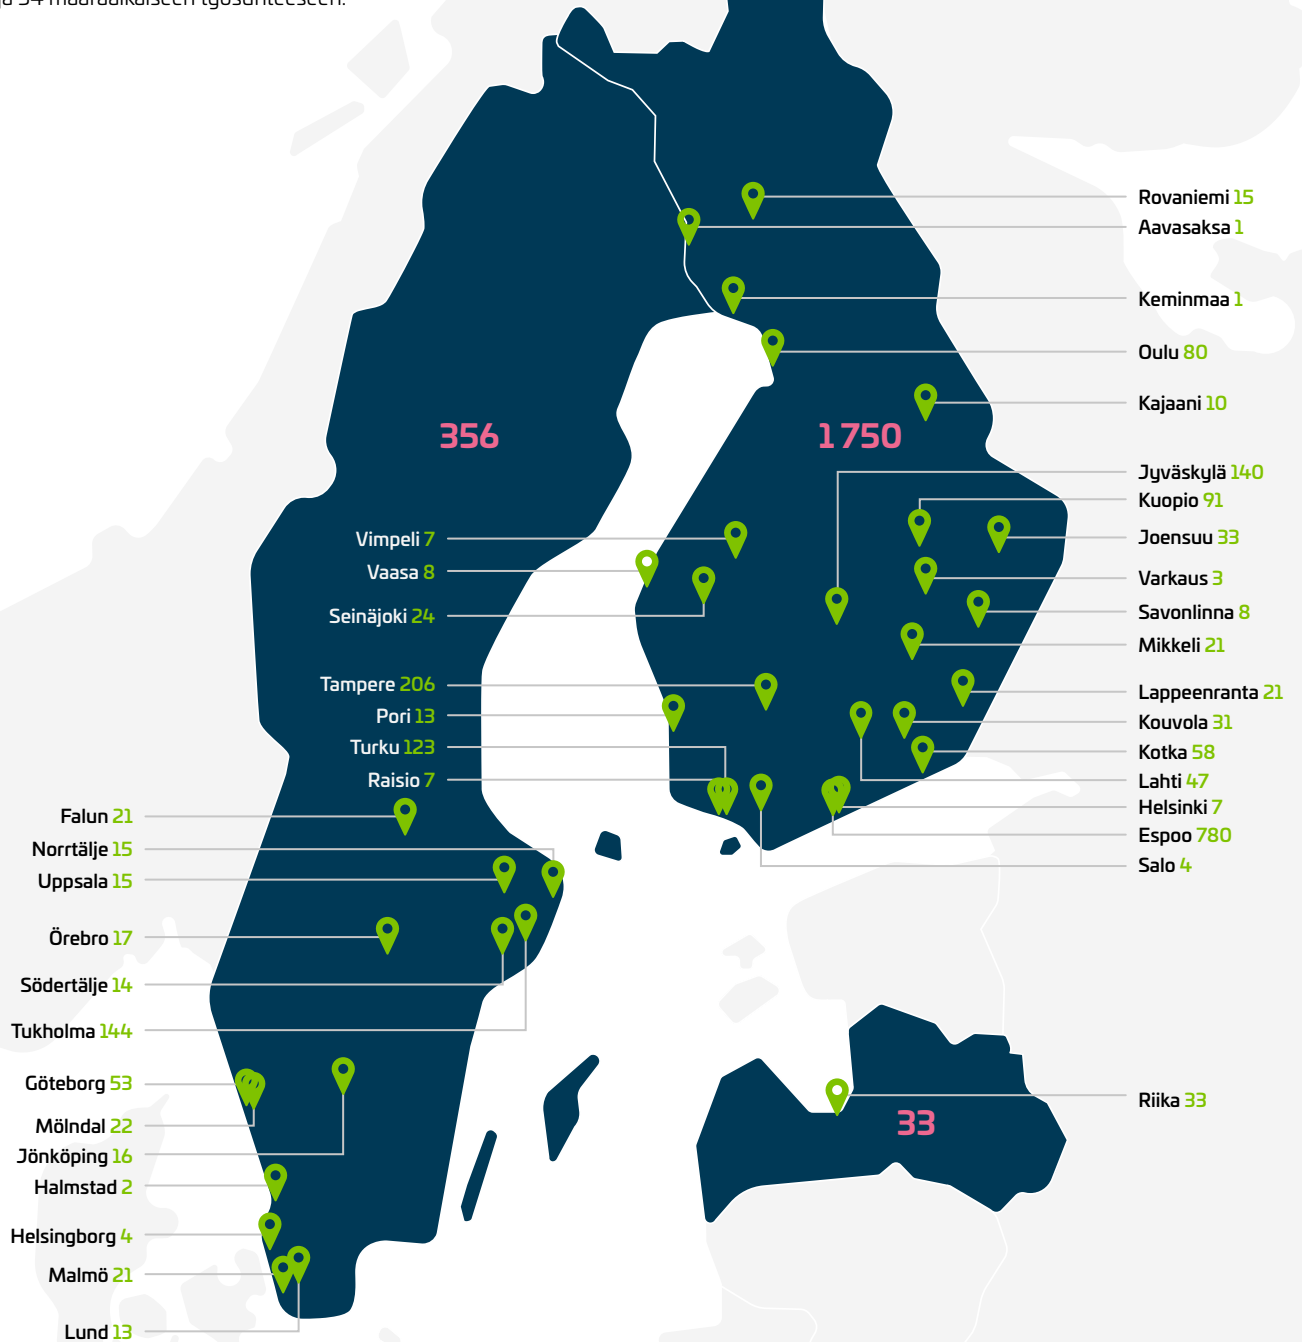 ja 34 määräaikaiseen työsuhteeseen.
Rovaniemi 15
Aavasaksa 1
Keminmaa 1
Oulu 80
Kajaani 10
356
1 750
Jyväskylä 140
Kuopio 91
Joensuu 33
Varkaus 3
Savonlinna 8
Mikkeli 21
Lappeenranta 21
Kouvola 31
Kotka 58
Lahti 47
Helsinki 7
Espoo 780
Salo 4
Vimpeli 7
Vaasa 8
Seinäjoki 24
Tampere 206
Pori 13
Turku 123
Raisio 7
Falun 21
Norrtälje 15
Uppsala 15
Örebro 17
Södertälje 14
Tukholma 144
Göteborg 53
Mölndal 22
Jönköping 16
Halmstad 2
Helsingborg 4
Malmö 21
Lund 13
Riika 33
33